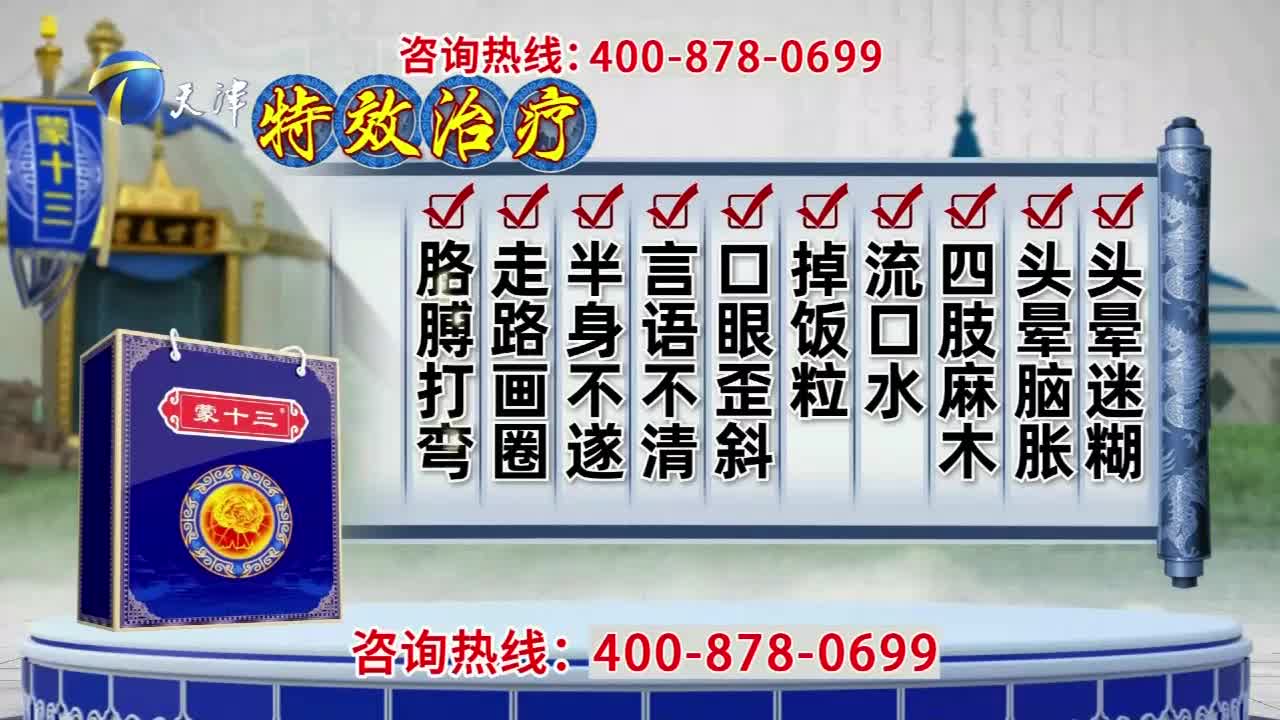 咨询热线：400-878-0699
天津
特效治疗
蒙十三
头晕迷糊
头晕脑胀
四肢麻木
流口水
掉饭粒
口眼歪斜
言语不清
半身不遂
走路画圈
胳膊打弯
蒙十三®
咨询热线：400-878-0699